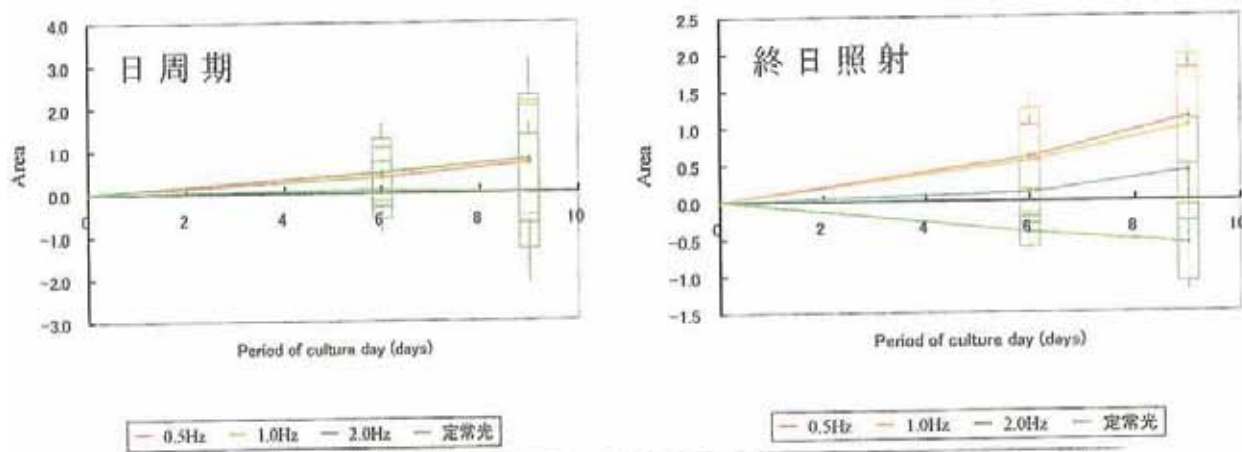 日周期
4.0
3.0
2.0
1.0
0.0
-1.0
-2.0
-3.0
Area
0 2 4 6 8 10
Period of cultura day (days)
0.5Hz 1.0Hz 2.0Hz 定常光
終日照射
2.5
2.0
1.5
1.0
0.5
0.0
-0.5
-1.0
-1.5
Area
0 2 4 6 8 10
Period of culture day (days)
0.5Hz 1.0Hz 2.0Hz 定常光